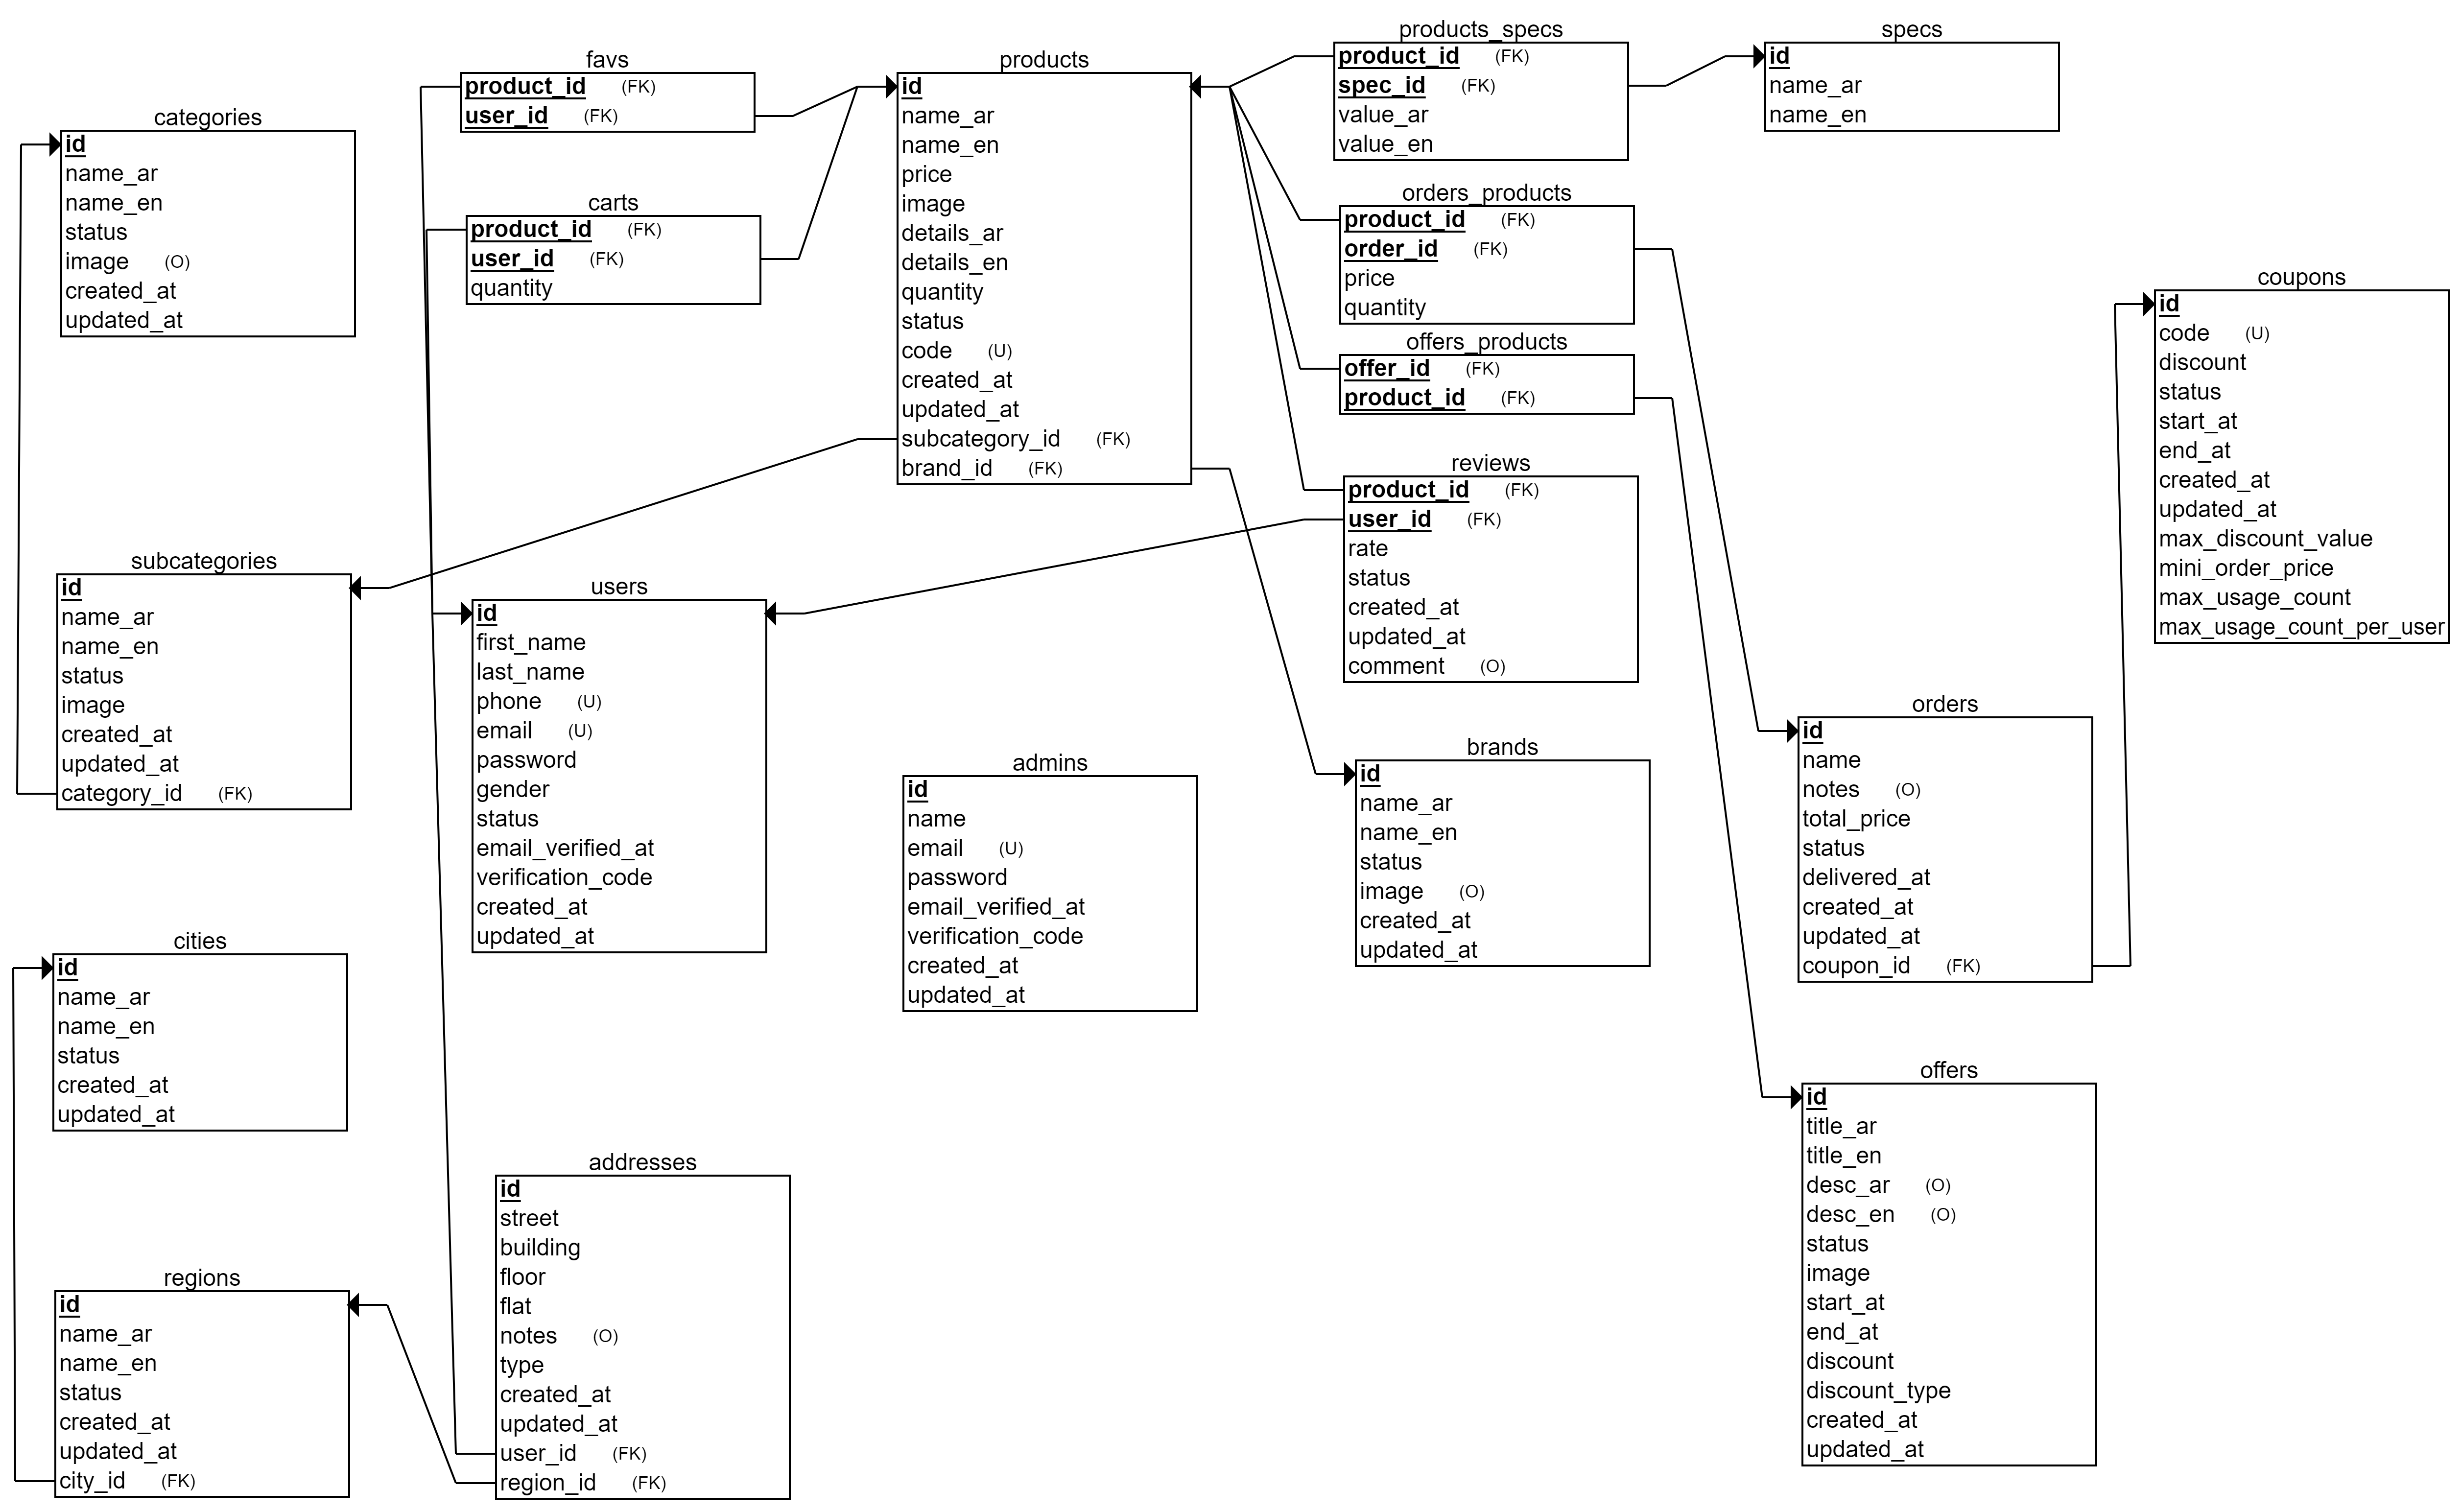 favs
product_id (FK)
user_id (FK)
products
id
name_ar
name_en
price
image
details_ar
details_en
quantity
status
code (U)
created_at
updated_at
subcategory_id (FK)
brand_id (FK)
products_specs
product_id (FK)
spec_id (FK)
value_ar
value_en
specs
id
name_ar
name_en
categories
id
name_ar
name_en
status
image (O)
created_at
updated_at
carts
product_id (FK)
user_id (FK)
quantity
orders_products
product_id (FK)
order_id (FK)
price
quantity
offers_products
offer_id (FK)
product_id (FK)
coupons
id
code (U)
discount
status
start_at
end_at
created_at
updated_at
max_discount_value
mini_order_price
max_usage_count
max_usage_count_per_user
reviews
product_id (FK)
user_id (FK)
rate
status
created_at
updated_at
comment (O)
subcategories
id
name_ar
name_en
status
image
created_at
updated_at
category_id (FK)
users
id
first_name
last_name
phone (U)
email (U)
password
gender
status
email_verified_at
verification_code
created_at
updated_at
admins
id
name
email (U)
password
email_verified_at
verification_code
created_at
updated_at
brands
id
name_ar
name_en
status
image (O)
created_at
updated_at
orders
id
name
notes (O)
total_price
status
delivered_at
created_at
updated_at
coupon_id (FK)
cities
id
name_ar
name_en
status
created_at
updated_at
addresses
id
street
building
floor
flat
notes (O)
type
created_at
updated_at
user_id (FK)
region_id (FK)
offers
id
title_ar
title_en
desc_ar (O)
desc_en (O)
status
image
start_at
end_at
discount
discount_type
created_at
updated_at
regions
id
name_ar
name_en
status
created_at
updated_at
city_id (FK)